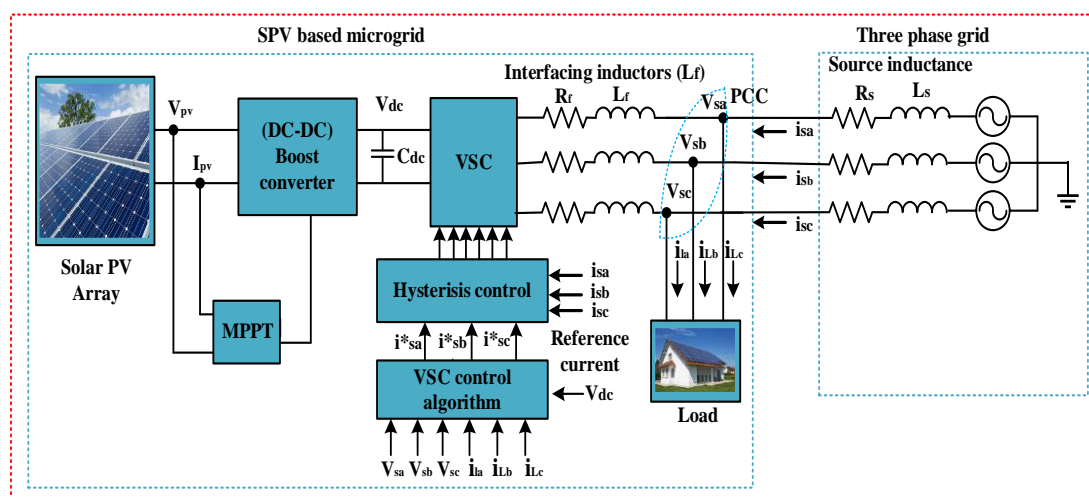 SPV based microgrid
Three phase grid
Interfacing inductors (Lf)
Source inductance
Vpv
Ipv
(DC-DC)
Boost
converter
Vdc
Cdc
VSC
Rf
Lf
Vsa
PCC
Vsb
Vsc
isa
isb
isc
Rs
Ls
Solar PV
Array
MPPT
Hysterisis control
isa
isb
isc
ila
iLb
iLc
i*sa
i*sb
i*sc
Reference
current
VSC control
algorithm
Vdc
Load
Vsa
Vsb
Vsc
ila
iLb
iLc